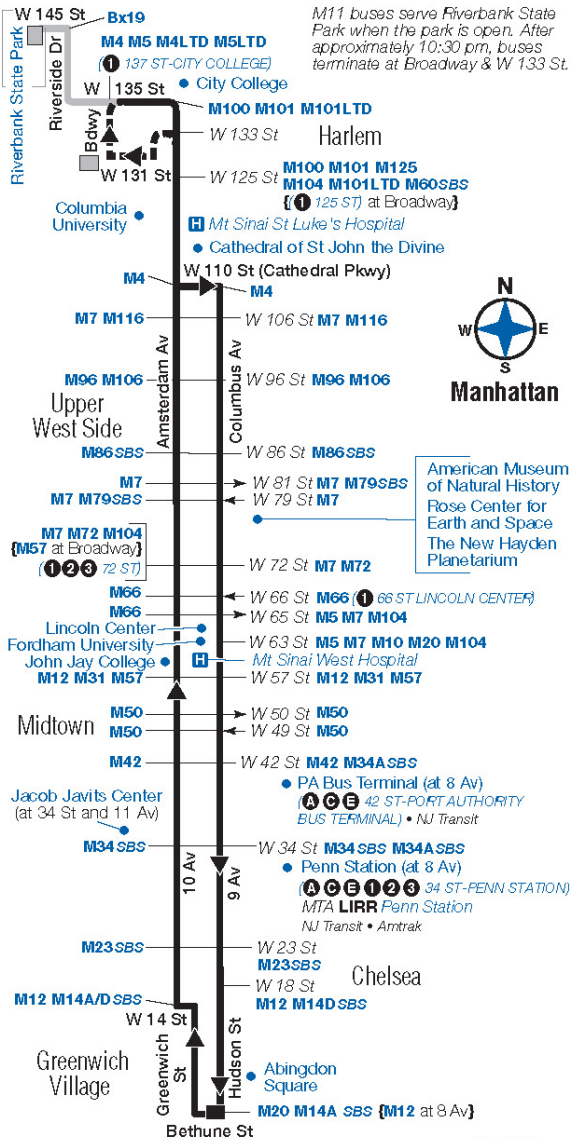 W 145 St
Bx19
M11 buses serve Riverbank State
Park when the park is open. After
approximately 10:30 pm, buses
terminate at Broadway & W 133 St.
Riverbank State Park
Riverside Dr
M4 M5 M4LTD M5LTD
(1 137 ST-CITY COLLEGE)
City College
W 135 St
M100 M101 M101LTD
Bdwy
W 133 St
Harlem
W 131 St
W 125 St
M100 M101 M125
M104 M101LTD M60SBS
{(1 125 ST) at Broadway}
Columbia
University
H Mt Sinai St Luke's Hospital
Cathedral of St John the Divine
W 110 St (Cathedral Pkwy)
M4
M4
N
W E
S
Manhattan
M7 M116
W 106 St M7 M116
Amsterdam Av
Columbus Av
M96 M106
W 96 St M96 M106
Upper
West Side
M86SBS
W 86 St M86SBS
M7
W 81 St M7 M79SBS
M7 M79SBS
W 79 St M7
American Museum
of Natural History
Rose Center for
Earth and Space
The New Hayden
Planetarium
M7 M72 M104
{M57 at Broadway}
(1 2 3 72 ST)
W 72 St M7 M72
M66
W 66 St M66 (1 66 ST LINCOLN CENTER)
M66
W 65 St M5 M7 M104
Lincoln Center
Fordham University
W 63 St M5 M7 M10 M20 M104
John Jay College
H Mt Sinai West Hospital
M12 M31 M57
W 57 St M12 M31 M57
Midtown
M50
W 50 St M50
M50
W 49 St M50
M42
W 42 St M42 M34ASBS
PA Bus Terminal (at 8 Av)
(A C E 42 ST-PORT AUTHORITY
BUS TERMINAL) • NJ Transit
Jacob Javits Center
(at 34 St and 11 Av)
M34SBS
W 34 St M34SBS M34ASBS
10 Av
9 Av
Penn Station (at 8 Av)
(A C E 1 2 3 34 ST-PENN STATION)
MTA LIRR Penn Station
NJ Transit • Amtrak
M23SBS
W 23 St
M23SBS
Chelsea
W 18 St
M12 M14DSBS
M12 M14A/DSBS
W 14 St
Greenwich St
Hudson St
Greenwich
Village
Abingdon
Square
M20 M14A SBS {M12 at 8 Av}
Bethune St